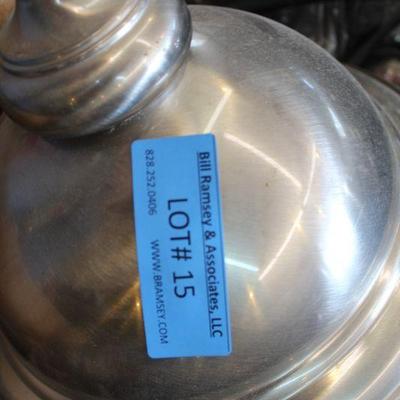 Bill Ramsey & Associates, LLC
LOT# 15
828.252.0406 WWW.BRAMSEY.COM